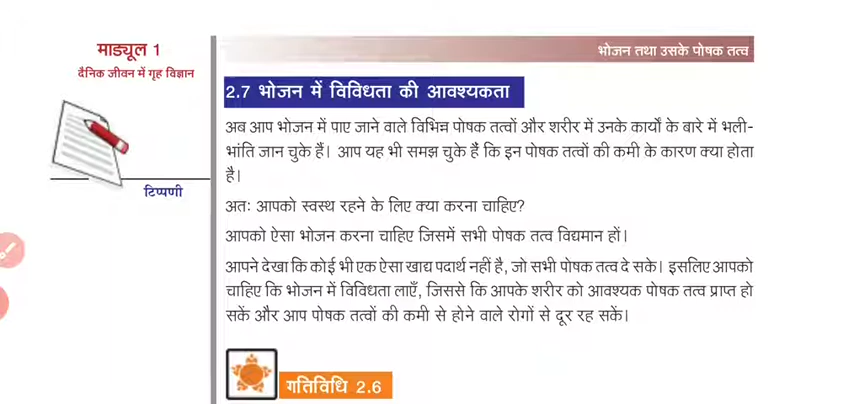 माड्यूल 1
दैनिक जीवन में गृह विज्ञान
टिप्पणी
भोजन तथा उसके पोषक तत्व
2.7 भोजन में विविधता की आवश्यकता
अब आप भोजन में पाए जाने वाले विभिन्न पोषक तत्वों और शरीर में उनके कार्यों के बारे में भली-
भांति जान चुके हैं। आप यह भी समझ चुके हैं कि इन पोषक तत्वों की कमी के कारण क्या होता
है।
अतः आपको स्वस्थ रहने के लिए क्या करना चाहिए?
आपको ऐसा भोजन करना चाहिए जिसमें सभी पोषक तत्व विद्यमान हों।
आपने देखा कि कोई भी एक ऐसा खाद्य पदार्थ नहीं है, जो सभी पोषक तत्व दे सके। इसलिए आपको
चाहिए कि भोजन में विविधता लाएँ, जिससे कि आपके शरीर को आवश्यक पोषक तत्व प्राप्त हो
सकें और आप पोषक तत्वों की कमी से होने वाले रोगों से दूर रह सकें।
गतिविधि 2.6